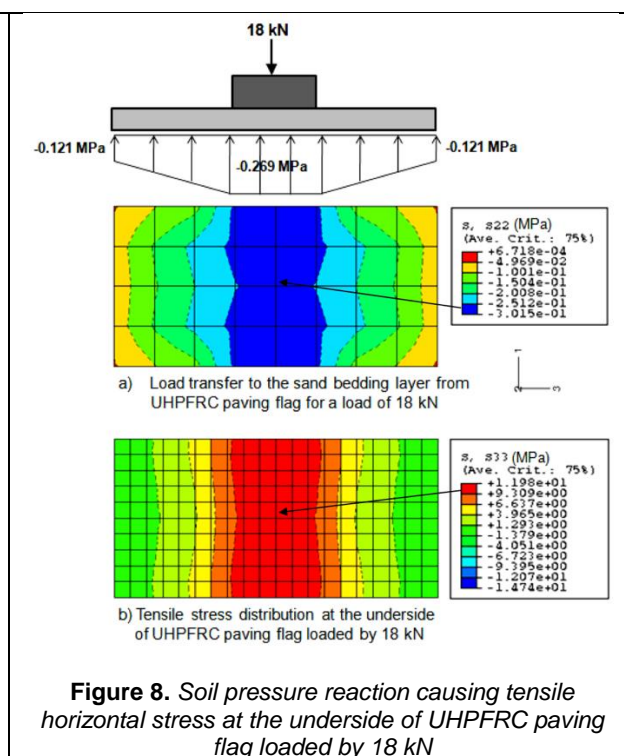 18 kN
-0.121 MPa
-0.269 MPa
-0.121 MPa
s, s22 (MPa)
(Ave. Crit.: 75%)
+6.718e-04
-4.969e-02
-1.001e-01
-1.504e-01
-2.008e-01
-2.512e-01
-3.015e-01
a) Load transfer to the sand bedding layer from
UHPFRC paving flag for a load of 18 kN
1
2
3
s, s33 (MPa)
(Ave. Crit.: 75%)
+1.198e+01
+9.309e+00
+6.637e+00
+3.965e+00
+1.293e+00
-1.379e+00
-4.051e+00
-6.723e+00
-9.395e+00
-1.207e+01
-1.474e+01
b) Tensile stress distribution at the underside
of UHPFRC paving flag loaded by 18 kN
Figure 8. Soil pressure reaction causing tensile
horizontal stress at the underside of UHPFRC paving
flag loaded by 18 kN